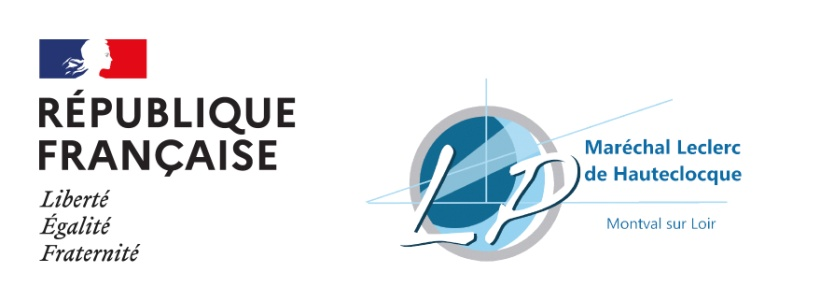 RÉPUBLIQUE
FRANÇAISE
Liberté
Égalité
Fraternité
LP
Maréchal Leclerc
de Hauteclocque
Montval sur Loir